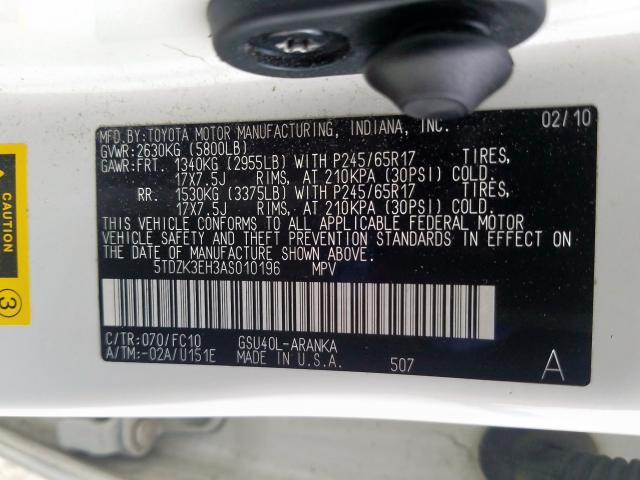 MFD.BY:TOYOTA MOTOR MANUFACTURING, INDIANA, INC. 02/10
GVWR:2630KG (5800LB)
GAWR:FRT. 1340KG (2955LB) WITH P245/65R17 TIRES,
17X7.5J RIMS, AT 210KPA (30PSI) COLD.
RR. 1530KG (3375LB) WITH P245/65R17 TIRES,
17X7.5J RIMS, AT 210KPA (30PSI) COLD.
THIS VEHICLE CONFORMS TO ALL APPLICABLE FEDERAL MOTOR
VEHICLE SAFETY AND THEFT PREVENTION STANDARDS IN EFFECT ON
THE DATE OF MANUFACTURE SHOWN ABOVE.
5TDZK3EH3AS010196 MPV
C/TR:070/FC10 GSU40L-ARANKA
A/TM:-02A/U151E MADE IN U.S.A. 507 A
CAUTION
3